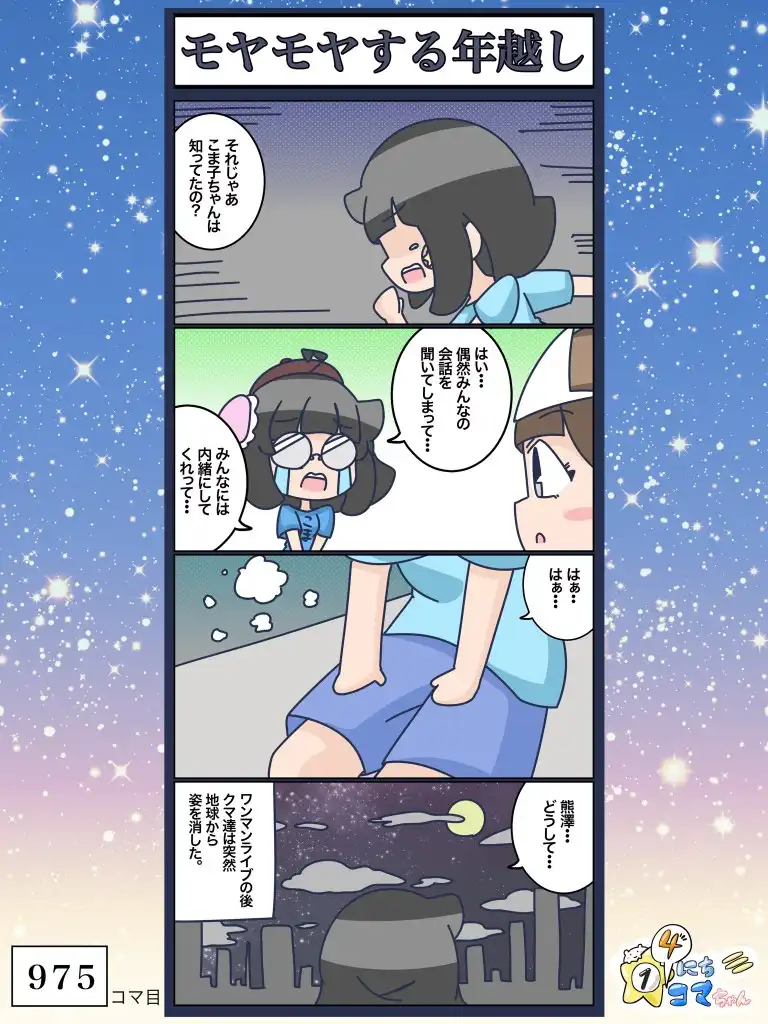 モヤモヤする年越し
それじゃあ
こま子ちゃんは
知ってたの?
はい…
偶然みんなの
会話を
聞いてしまって…
みんなには
内緒にして
くれって…
こま
はぁ…
はぁ…
熊澤…
どうして…
ワンマンライブの後
クマ達は突然
地球から
姿を消した。
975
コマ目
1
4
にち
コマ
ちゃん